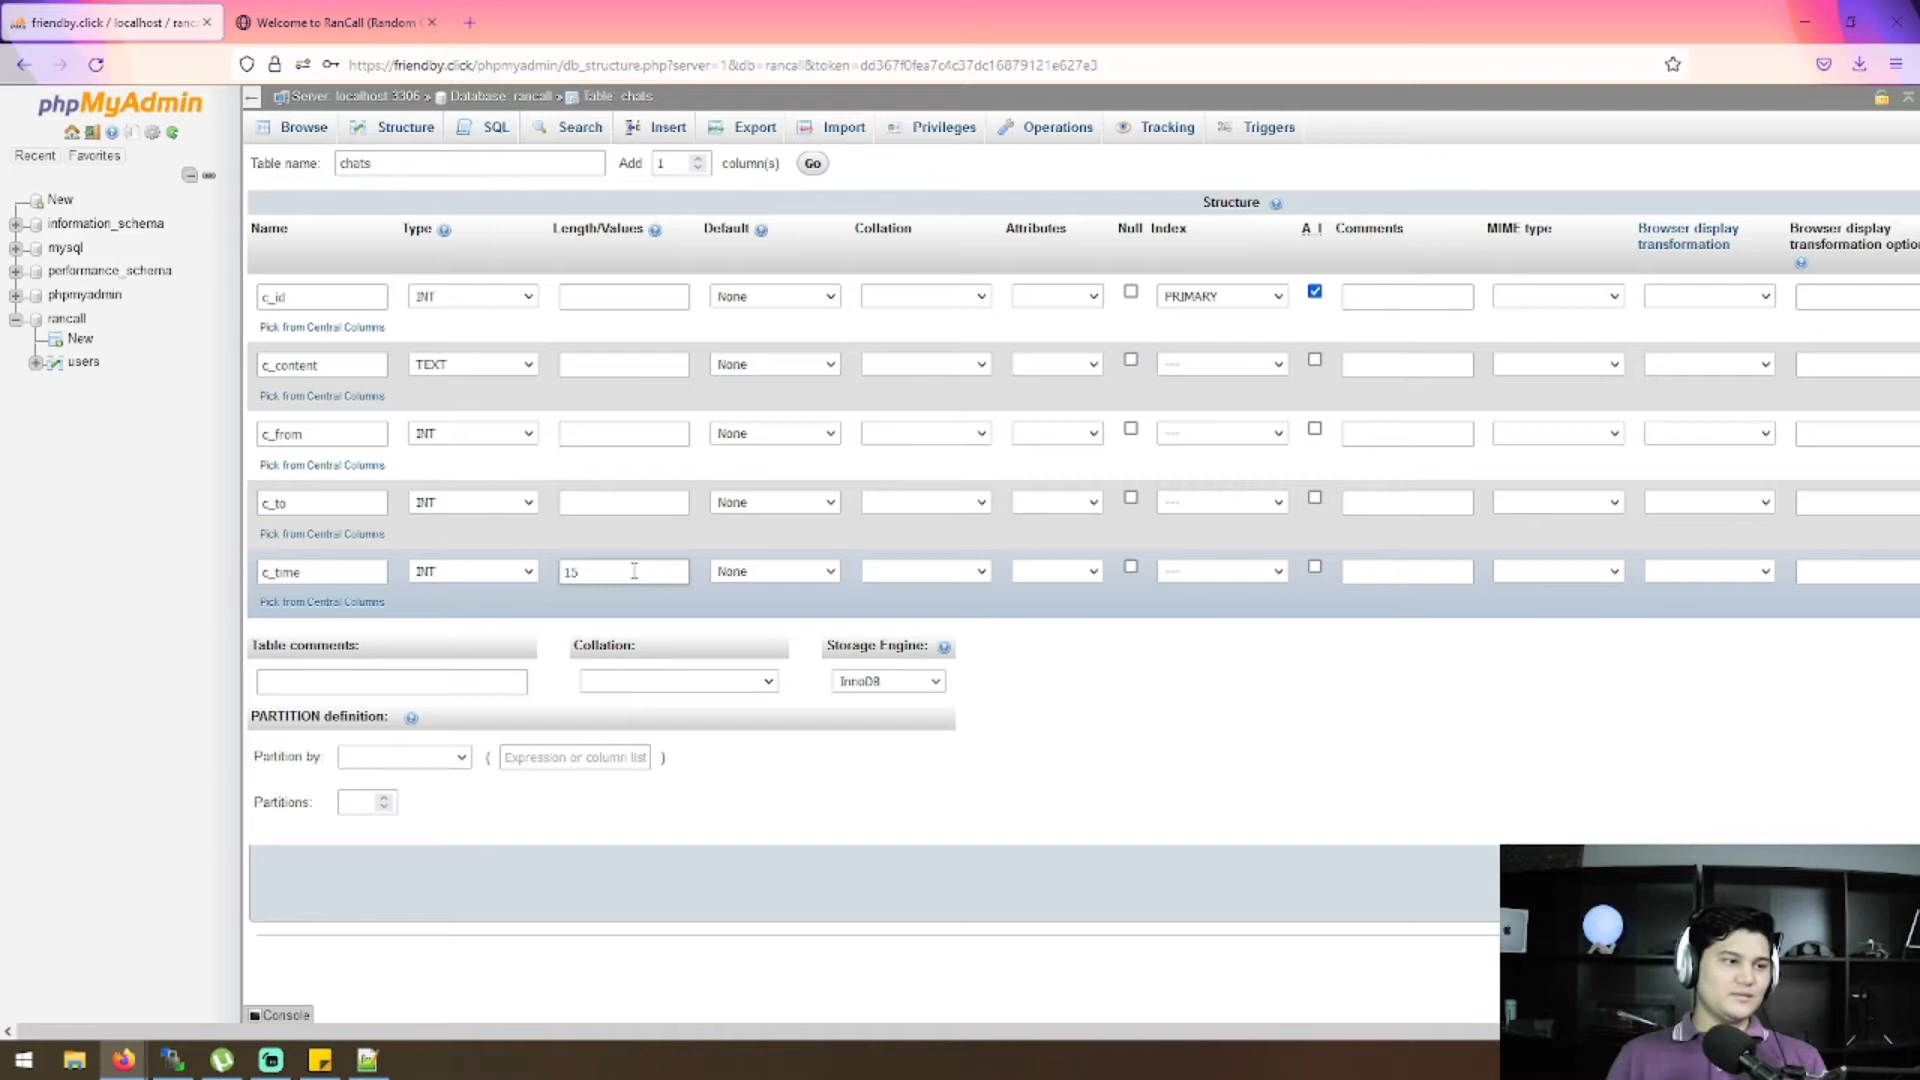 friendby.click / localhost / ranc
Welcome to RanCall (Random
https://friendby.click/phpmyadmin/db_structure.php?server=1&db=rancall&token=dd367f0fea7c4c37dc16879121e627e3
phpMyAdmin
Server: localhost:3306 » Database: rancall » Table: chats
Browse Structure SQL Search Insert Export Import Privileges Operations Tracking Triggers
Recent Favorites
Table name: chats Add 1 column(s) Go
New
information_schema
mysql
performance_schema
phpmyadmin
rancall
New
users
Structure
Name Type Length/Values Default Collation Attributes Null Index A_I Comments MIME type Browser display transformation Browser display transformation optio
c_id INT None PRIMARY
Pick from Central Columns
c_content TEXT None ---
Pick from Central Columns
c_from INT None ---
Pick from Central Columns
c_to INT None ---
Pick from Central Columns
c_time INT 15 None ---
Pick from Central Columns
Table comments: Collation: Storage Engine:
InnoDB
PARTITION definition:
Partition by: ( Expression or column list )
Partitions:
Console